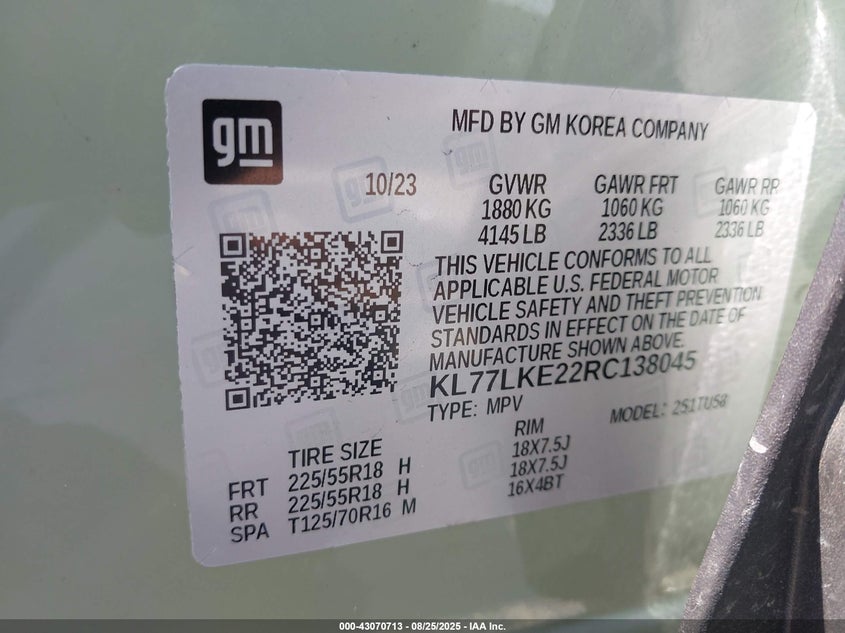 gm
MFD BY GM KOREA COMPANY
10/23
GVWR GAWR FRT GAWR RR
1880 KG 1060 KG 1060 KG
4145 LB 2336 LB 2336 LB
THIS VEHICLE CONFORMS TO ALL
APPLICABLE U.S. FEDERAL MOTOR
VEHICLE SAFETY AND THEFT PREVENTION
STANDARDS IN EFFECT ON THE DATE OF
MANUFACTURE SHOWN ABOVE.
KL77LKE22RC138045
TYPE: MPV MODEL: 2S1TU58
TIRE SIZE RIM
FRT 225/55R18 H 18X7.5J
RR 225/55R18 H 18X7.5J
SPA T125/70R16 M 16X4BT
000-43070713 - 08/25/2025 - IAA Inc.